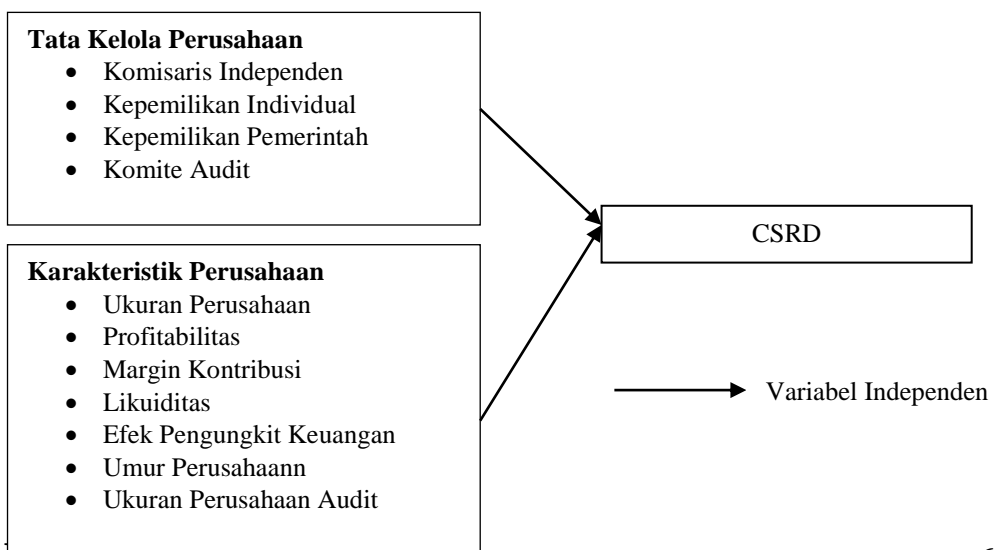 Tata Kelola Perusahaan
• Komisaris Independen
• Kepemilikan Individual
• Kepemilikan Pemerintah
• Komite Audit
CSRD
Karakteristik Perusahaan
• Ukuran Perusahaan
• Profitabilitas
• Margin Kontribusi
• Likuiditas
• Efek Pengungkit Keuangan
• Umur Perusahaann
• Ukuran Perusahaan Audit
Variabel Independen